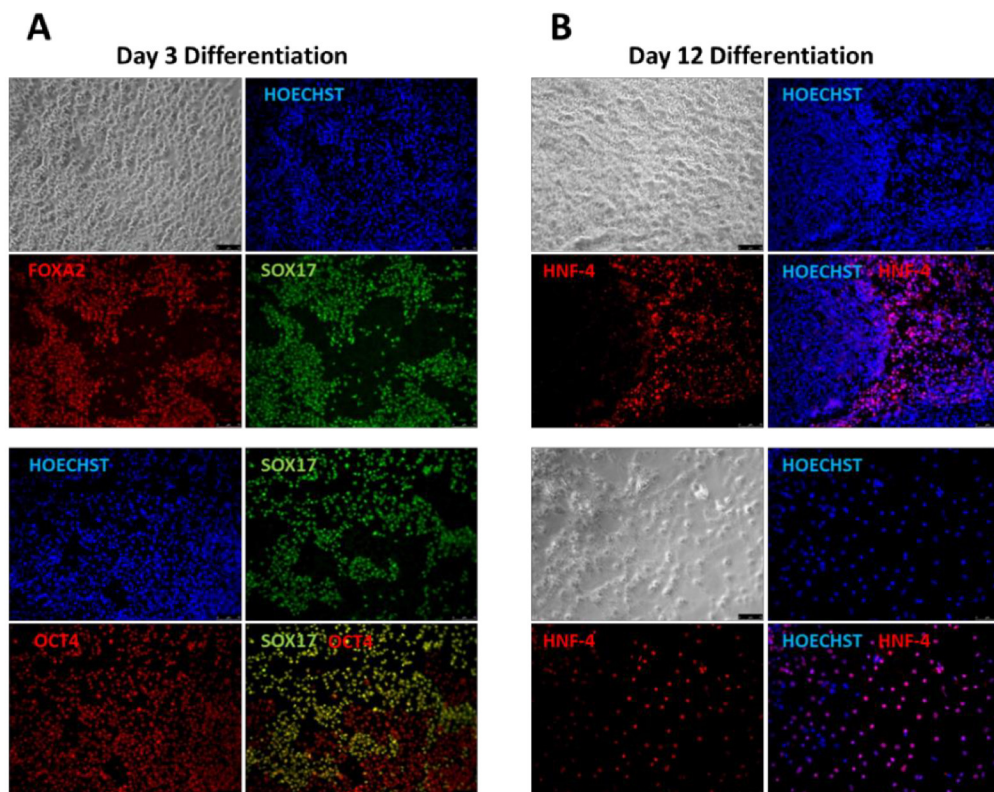 A
Day 3 Differentiation
HOECHST
FOXA2
SOX17
HOECHST
SOX17
OCT4
SOX17 OCT4
B
Day 12 Differentiation
HOECHST
HNF-4
HOECHST HNF-4
HOECHST
HNF-4
HOECHST HNF-4